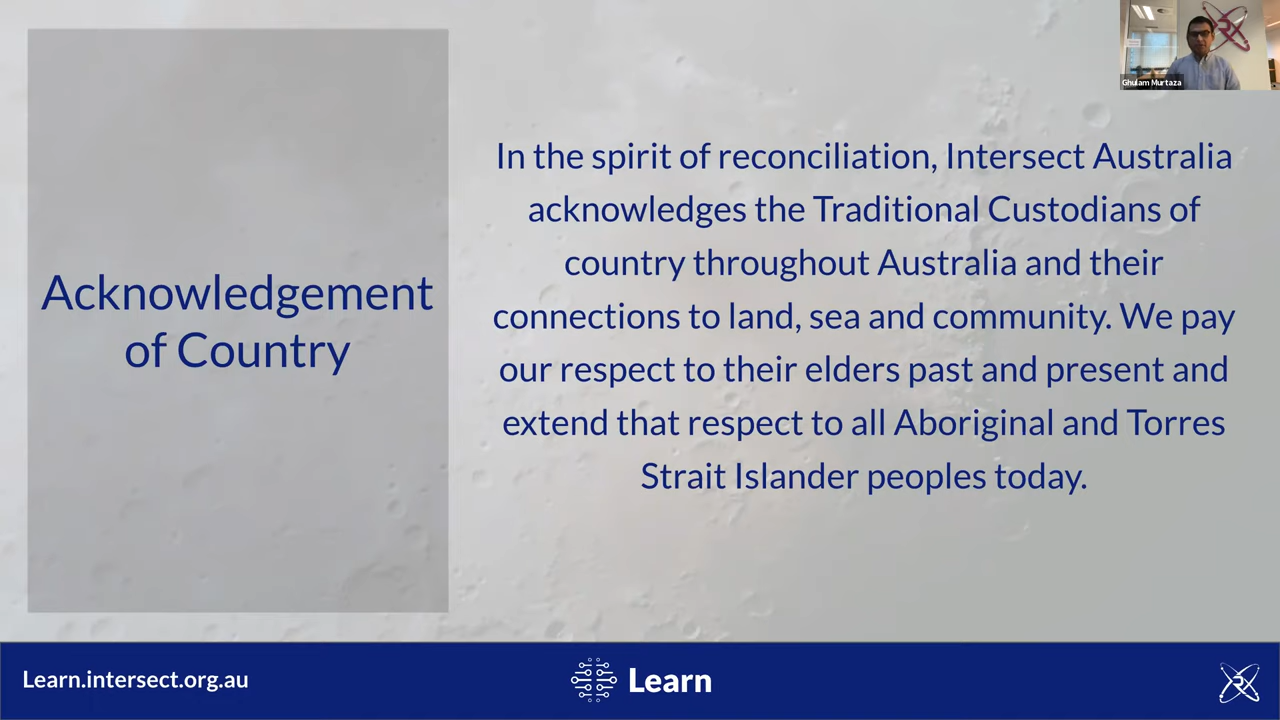 Ghulam Murtaza
Acknowledgement
of Country
In the spirit of reconciliation, Intersect Australia
acknowledges the Traditional Custodians of
country throughout Australia and their
connections to land, sea and community. We pay
our respect to their elders past and present and
extend that respect to all Aboriginal and Torres
Strait Islander peoples today.
Learn.intersect.org.au
Learn